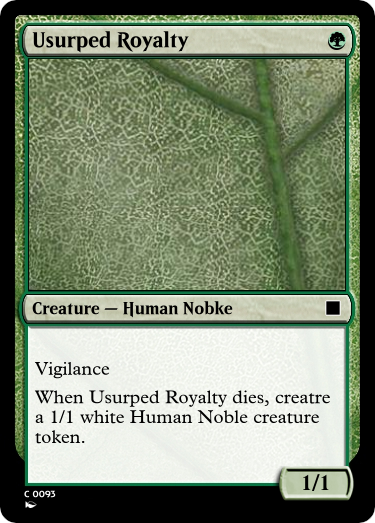 Usurped Royalty
Creature — Human Nobke
Vigilance
When Usurped Royalty dies, creatre
a 1/1 white Human Noble creature
token.
1/1
C 0093